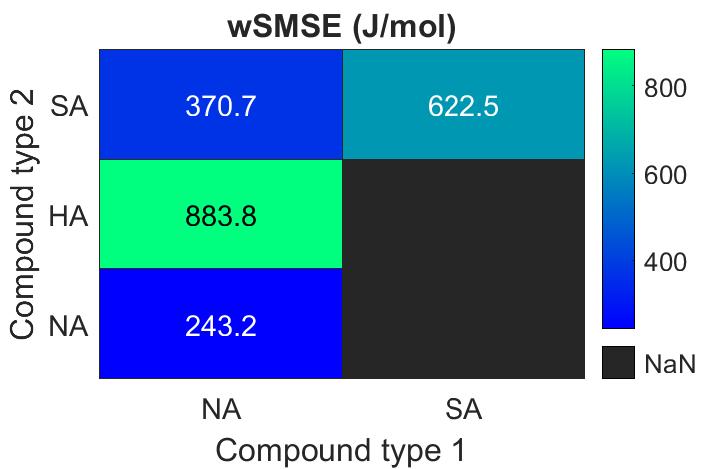 wSMSE (J/mol)
Compound type 2
SA
370.7
622.5
HA
883.8
NA
243.2
NA
SA
Compound type 1
800
600
400
NaN